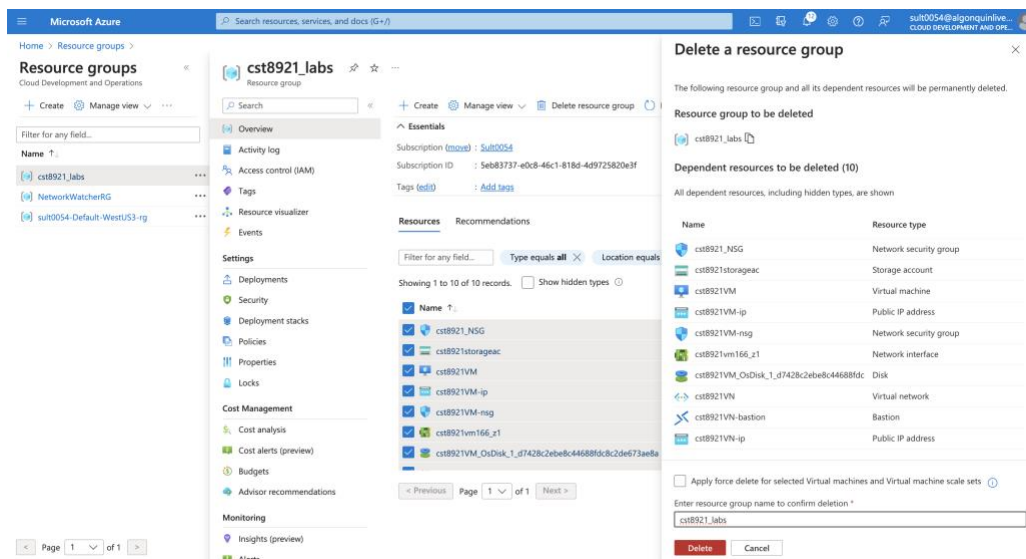 Microsoft Azure
Search resources, services, and docs (G+/)
sult0054@algonquinlive...
CLOUD DEVELOPMENT AND OPE...
Home > Resource groups >
Resource groups
Cloud Development and Operations
Create Manage view
Filter for any field...
Name ↑
cst8921_labs
NetworkWatcherRG
sult0054-Default-WestUS3-rg
< Page 1 of 1 >
cst8921_labs
Resource group
Search
Overview
Activity log
Access control (IAM)
Tags
Resource visualizer
Events
Settings
Deployments
Security
Deployment stacks
Policies
Properties
Locks
Cost Management
Cost analysis
Cost alerts (preview)
Budgets
Advisor recommendations
Monitoring
Insights (preview)
Alerts
Create Manage view Delete resource group
Essentials
Subscription (move) : Sult0054
Subscription ID : 5eb83737-e0c8-46c1-818d-4d9725820e3f
Tags (edit) : Add tags
Resources Recommendations
Filter for any field... Type equals all Location equals
Showing 1 to 10 of 10 records. Show hidden types
Name ↑
cst8921_NSG
cst8921storageac
cst8921VM
cst8921VM-ip
cst8921VM-nsg
cst8921vm166_z1
cst8921VM_OsDisk_1_d7428c2ebe8c44688fdc8c2de673ae8a
< Previous Page 1 of 1 Next >
Delete a resource group
The following resource group and all its dependent resources will be permanently deleted.
Resource group to be deleted
cst8921_labs
Dependent resources to be deleted (10)
All dependent resources, including hidden types, are shown
Name Resource type
cst8921_NSG Network security group
cst8921storageac Storage account
cst8921VM Virtual machine
cst8921VM-ip Public IP address
cst8921VM-nsg Network security group
cst8921vm166_z1 Network interface
cst8921VM_OsDisk_1_d7428c2ebe8c44688fdc Disk
cst8921VN Virtual network
cst8921VN-bastion Bastion
cst8921VN-ip Public IP address
Apply force delete for selected Virtual machines and Virtual machine scale sets
Enter resource group name to confirm deletion *
cst8921_labs
Delete Cancel